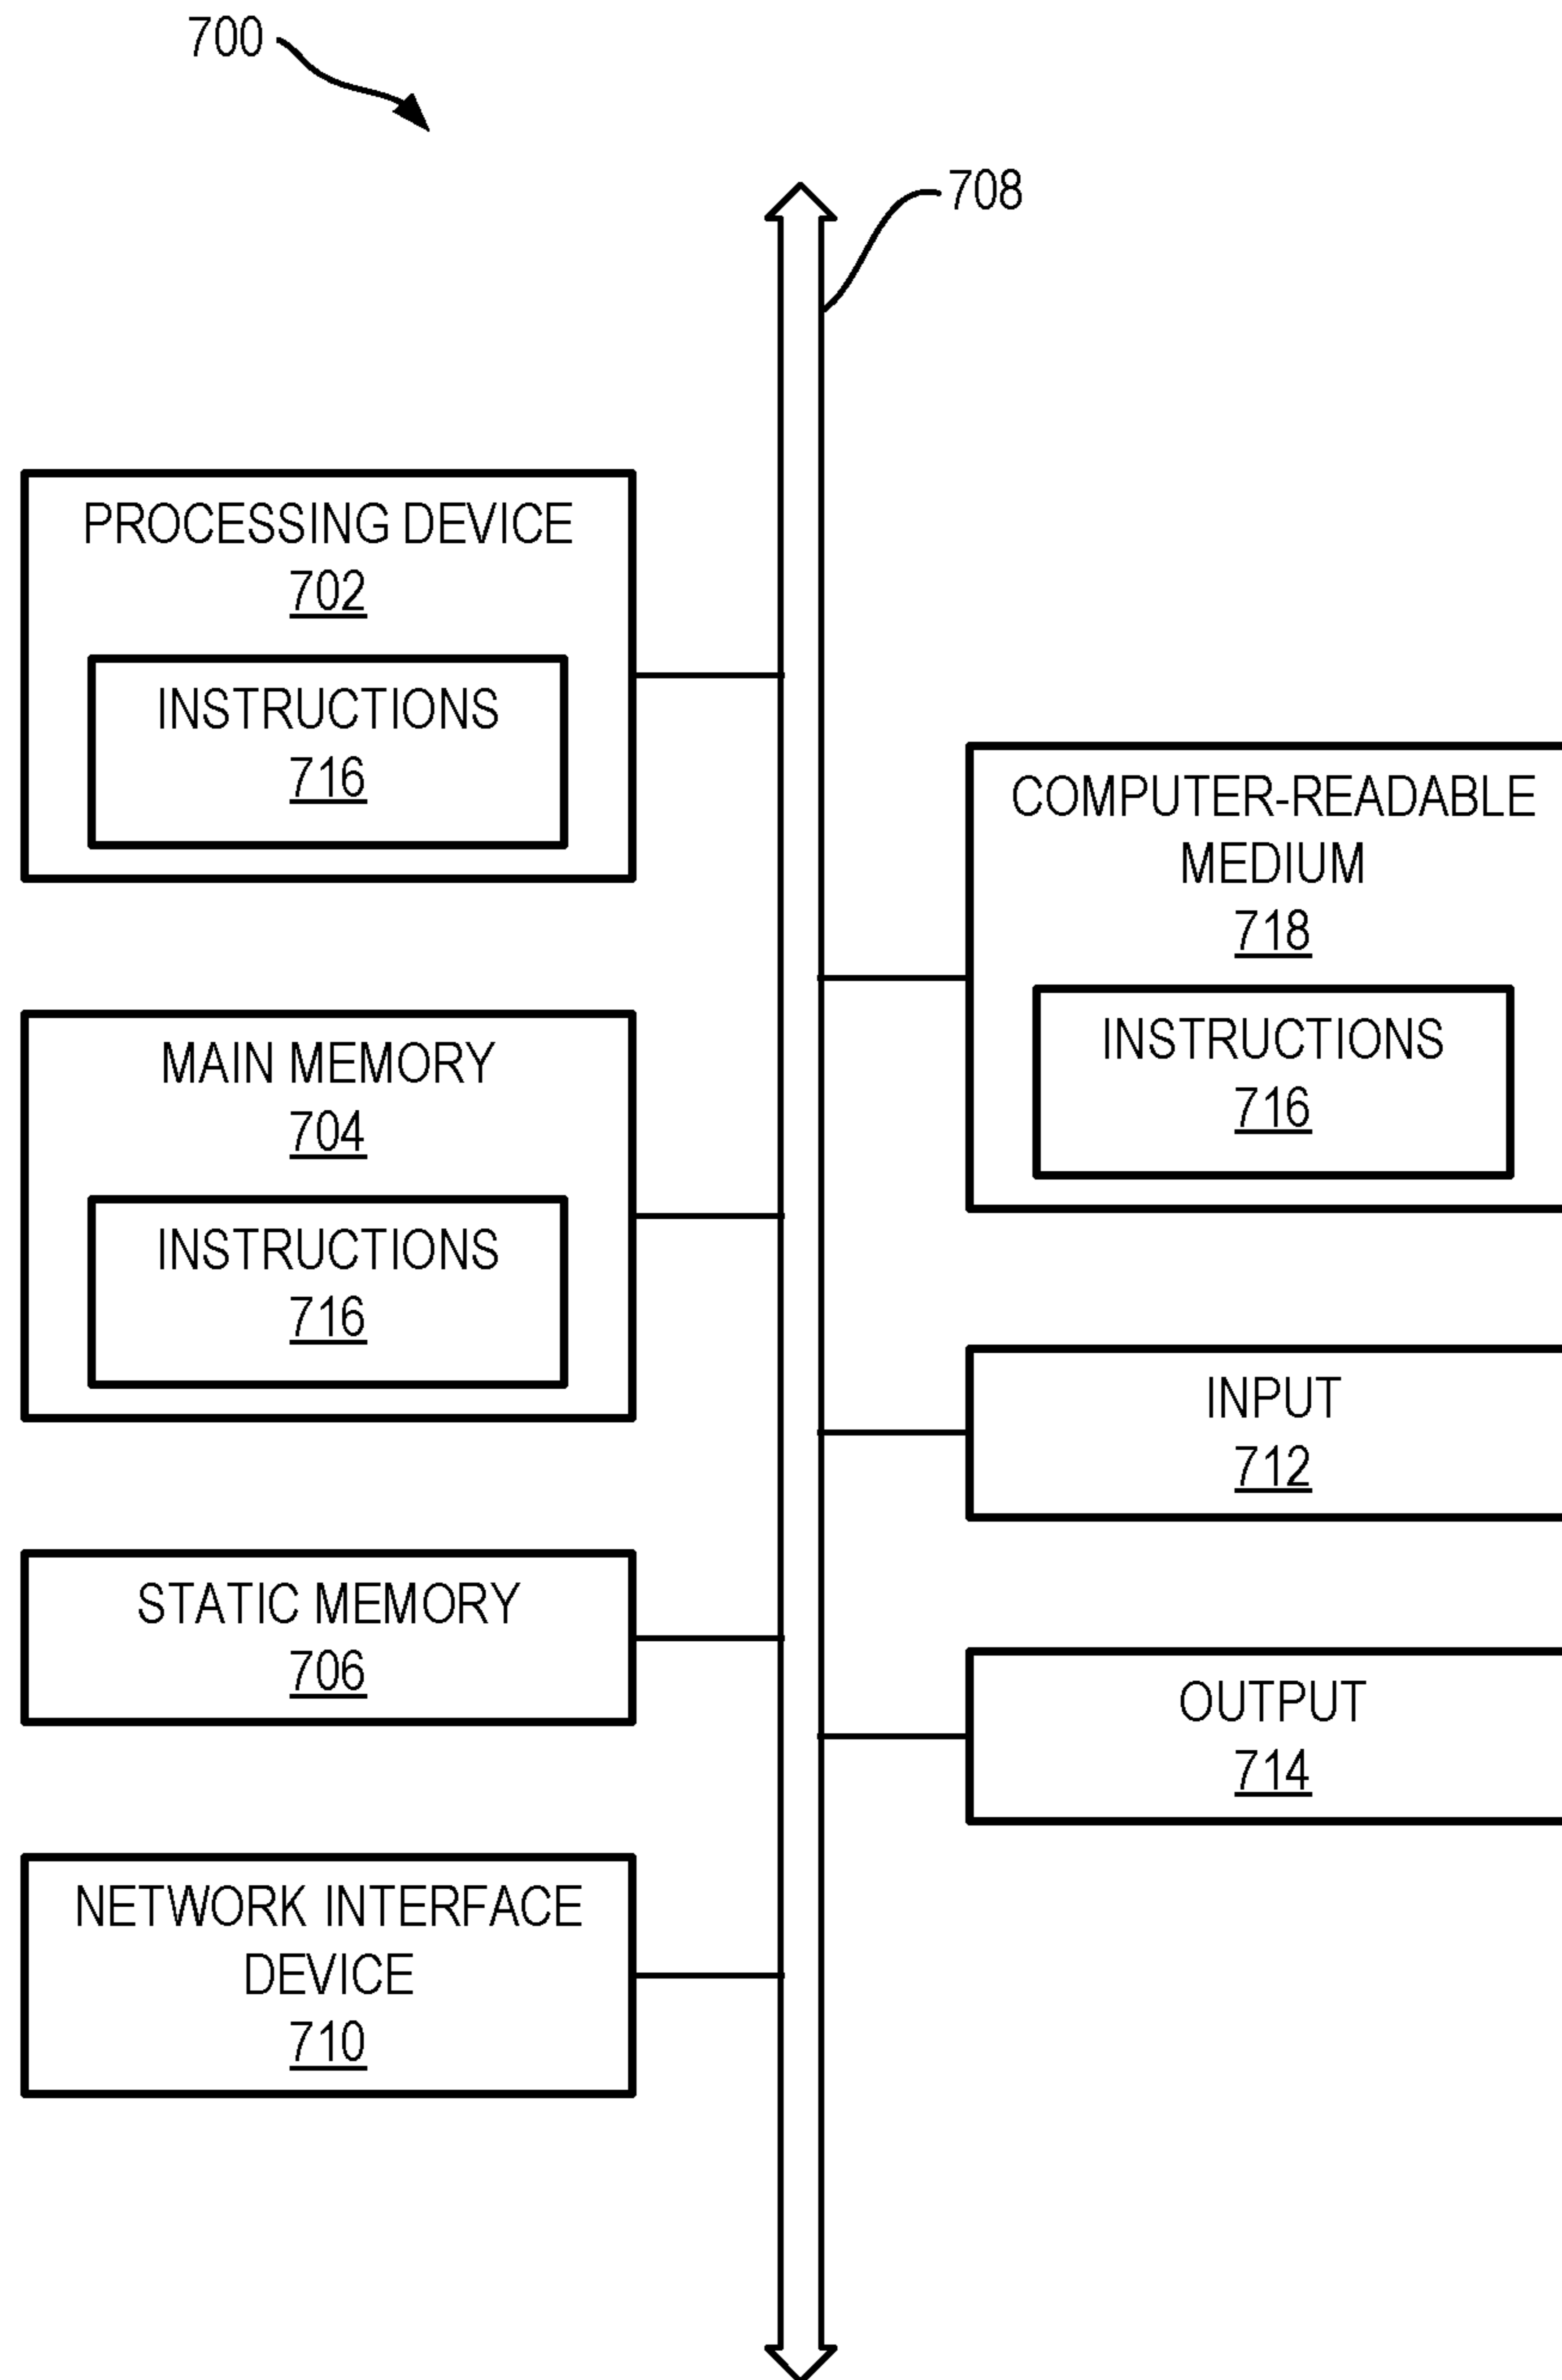 700
708
PROCESSING DEVICE
702
INSTRUCTIONS
716
MAIN MEMORY
704
INSTRUCTIONS
716
STATIC MEMORY
706
NETWORK INTERFACE
DEVICE
710
COMPUTER-READABLE
MEDIUM
718
INSTRUCTIONS
716
INPUT
712
OUTPUT
714